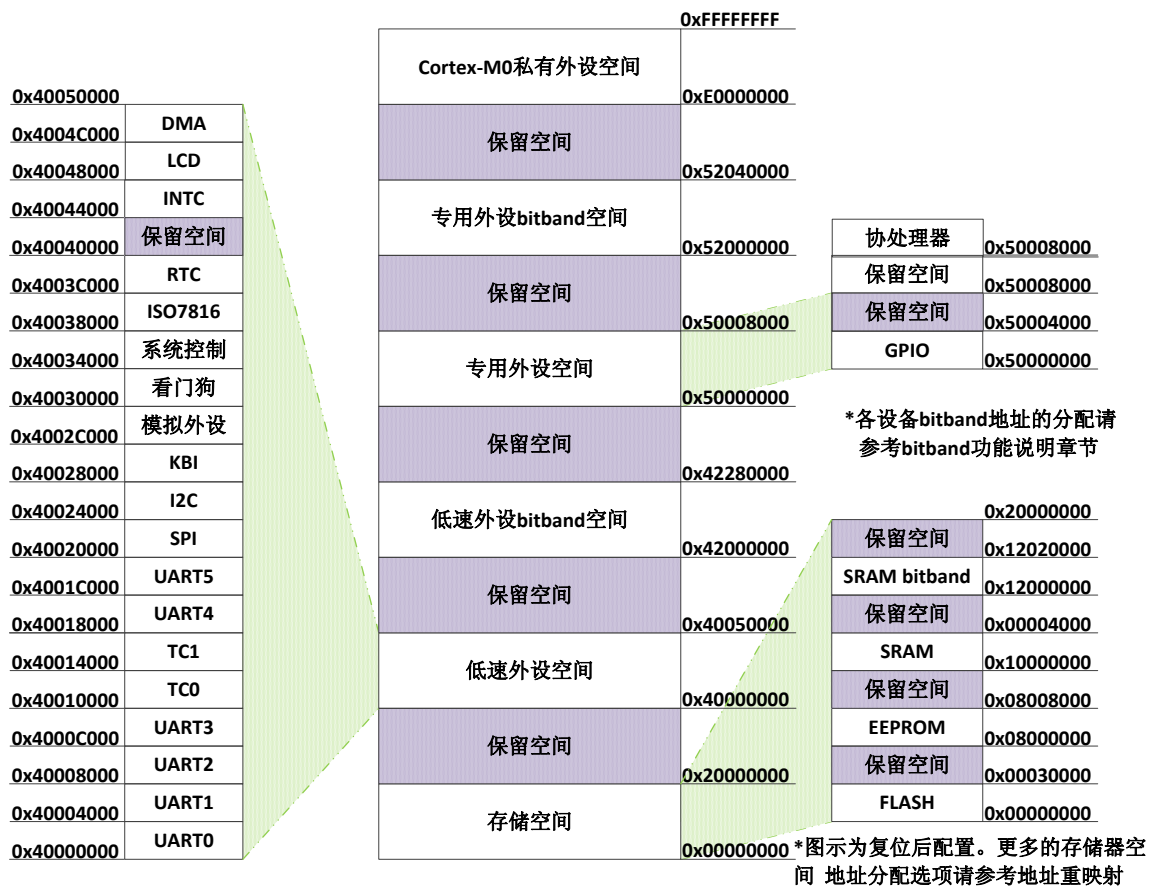 0x40050000
DMA
0x4004C000
LCD
0x40048000
INTC
0x40044000
保留空间
0x40040000
RTC
0x4003C000
ISO7816
0x40038000
系统控制
0x40034000
看门狗
0x40030000
模拟外设
0x4002C000
KBI
0x40028000
I2C
0x40024000
SPI
0x40020000
UART5
0x4001C000
UART4
0x40018000
TC1
0x40014000
TC0
0x40010000
UART3
0x4000C000
UART2
0x40008000
UART1
0x40004000
UART0
0x40000000
0xFFFFFFFF
Cortex-M0私有外设空间
0xE0000000
保留空间
0x52040000
专用外设bitband空间
0x52000000
保留空间
0x50008000
专用外设空间
0x50000000
保留空间
0x42280000
低速外设bitband空间
0x42000000
保留空间
0x40050000
低速外设空间
0x40000000
保留空间
0x20000000
存储空间
0x00000000
协处理器
0x50008000
保留空间
0x50008000
保留空间
0x50004000
GPIO
0x50000000
*各设备bitband地址的分配请
参考bitband功能说明章节
0x20000000
保留空间
0x12020000
SRAM bitband
0x12000000
保留空间
0x00004000
SRAM
0x10000000
保留空间
0x08008000
EEPROM
0x08000000
保留空间
0x00030000
FLASH
0x00000000
*图示为复位后配置。更多的存储器空
间 地址分配选项请参考地址重映射